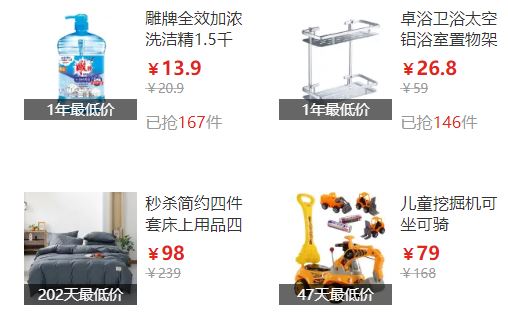 雕牌全效加浓
洗洁精1.5千
¥13.9
¥20.9
1年最低价
已抢167件
卓浴卫浴太空
铝浴室置物架
¥26.8
¥59
1年最低价
已抢146件
秒杀简约四件
套床上用品四
¥98
¥239
202天最低价
儿童挖掘机可
坐可骑
¥79
¥168
47天最低价